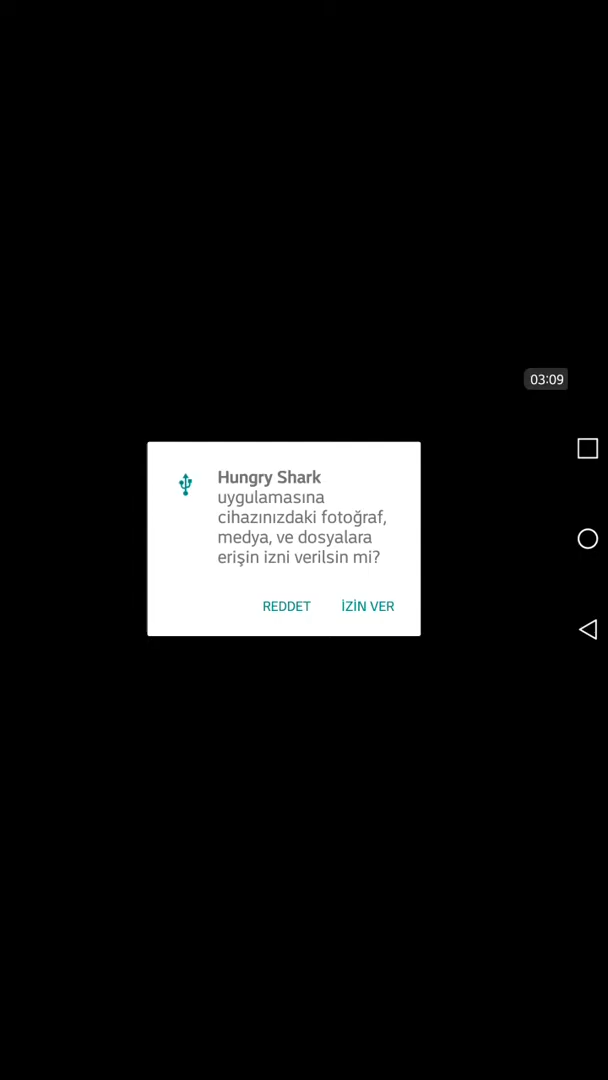 03:09
Hungry Shark
uygulamasına
cihazınızdaki fotoğraf,
medya, ve dosyalara
erişin izni verilsin mi?
REDDET İZİN VER